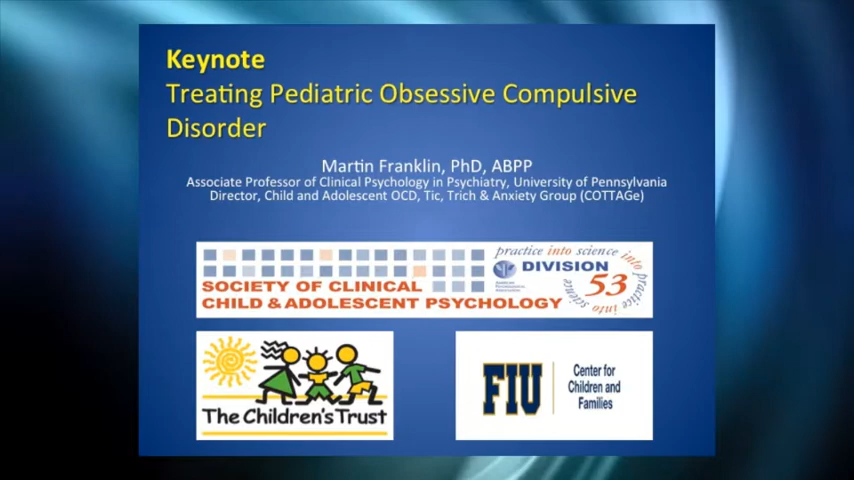 Keynote
Treating Pediatric Obsessive Compulsive
Disorder
Martin Franklin, PhD, ABPP
Associate Professor of Clinical Psychology in Psychiatry, University of Pennsylvania
Director, Child and Adolescent OCD, Tic, Trich & Anxiety Group (COTTAGe)
practice into science into practice into science
DIVISION
53
SOCIETY OF CLINICAL
CHILD & ADOLESCENT PSYCHOLOGY
The Children's Trust
FIU
Center for
Children and
Families